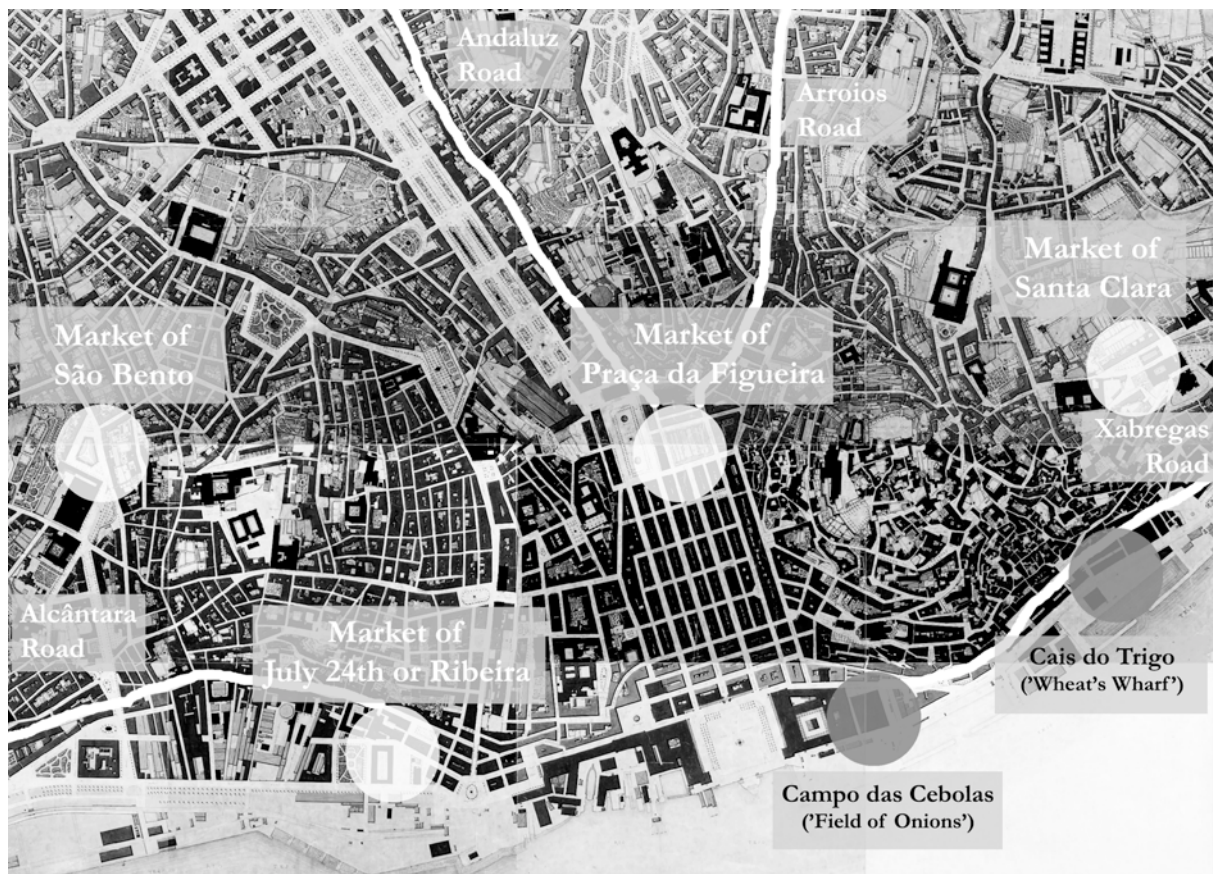 Andaluz
Road
Arroios
Road
Market of
Santa Clara
Market of
São Bento
Market of
Praça da Figueira
Xabregas
Road
Alcântara
Road
Market of
July 24th or Ribeira
Cais do Trigo
('Wheat's Wharf')
Campo das Cebolas
('Field of Onions')